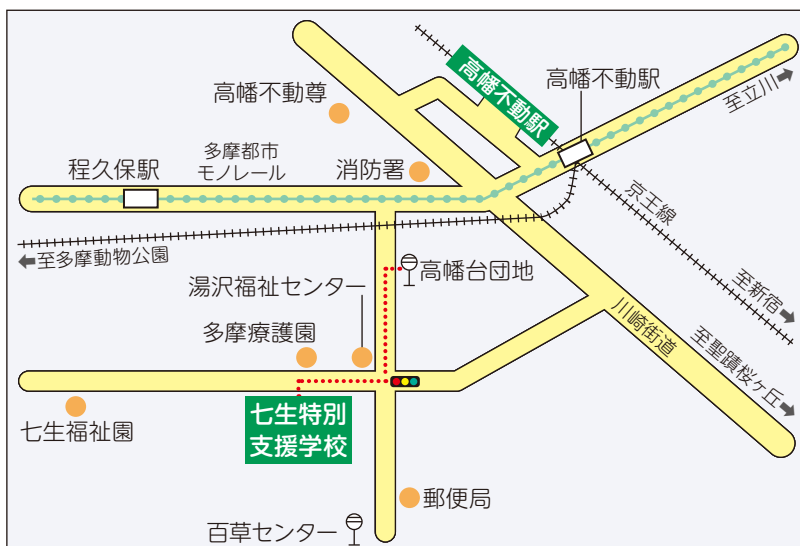 高幡不動駅
高幡不動駅
至立川
高幡不動尊
程久保駅
多摩都市
モノレール
消防署
京王線
至多摩動物公園
高幡台団地
湯沢福祉センター
至新宿
多摩療護園
川崎街道
至聖蹟桜ヶ丘
七生福祉園
七生特別
支援学校
郵便局
百草センター